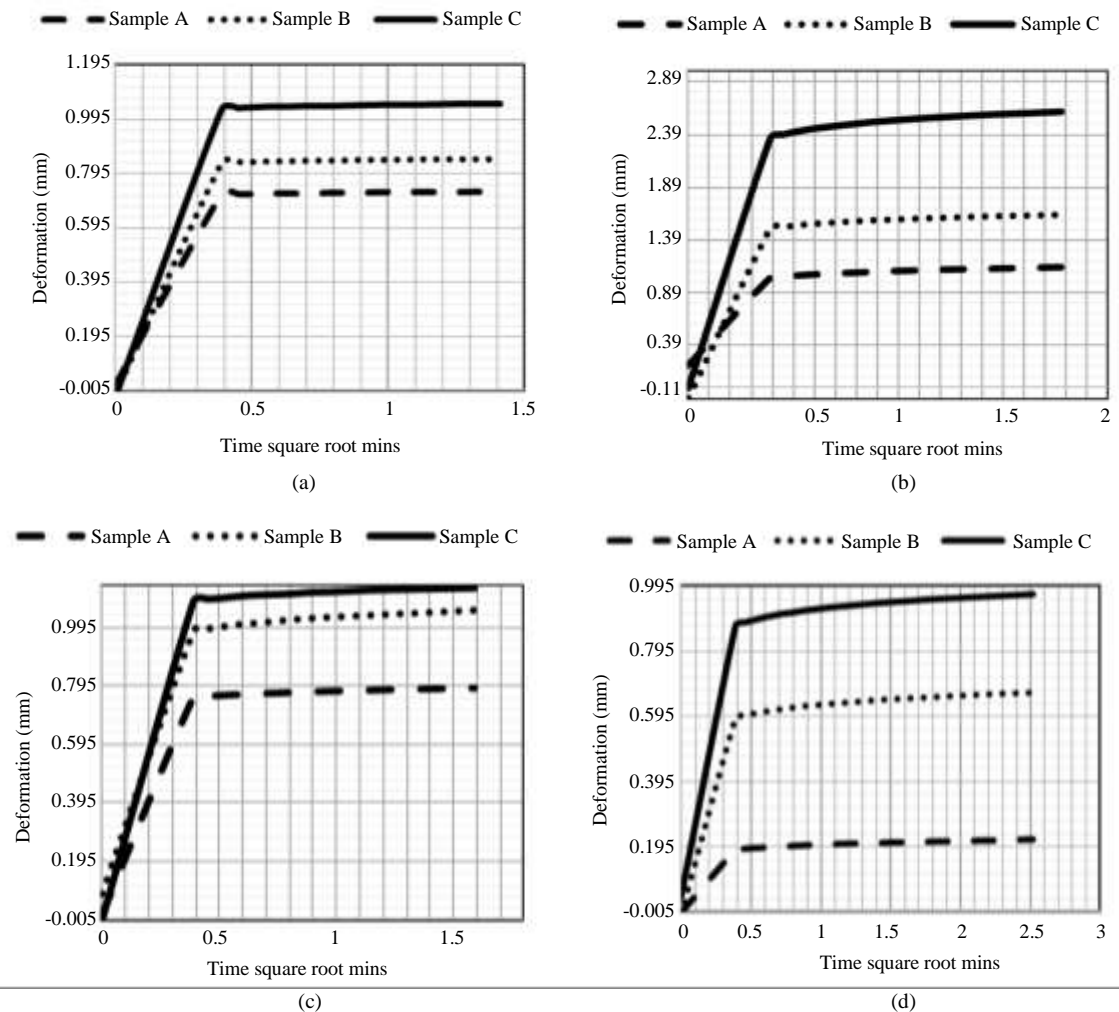 Sample A Sample B Sample C
1.195
0.995
0.795
0.595
0.395
0.195
-0.005
Deformation (mm)
0 0.5 1 1.5
Time square root mins
(a)
Sample A Sample B Sample C
2.89
2.39
1.89
1.39
0.89
0.39
-0.11
Deformation (mm)
0 0.5 1 1.5 2
Time square root mins
(b)
Sample A Sample B Sample C
0.995
0.795
0.595
0.395
0.195
-0.005
Deformation (mm)
0 0.5 1 1.5
Time square root mins
(c)
Sample A Sample B Sample C
0.995
0.795
0.595
0.395
0.195
-0.005
Deformation (mm)
0 0.5 1 1.5 2 2.5 3
Time square root mins
(d)